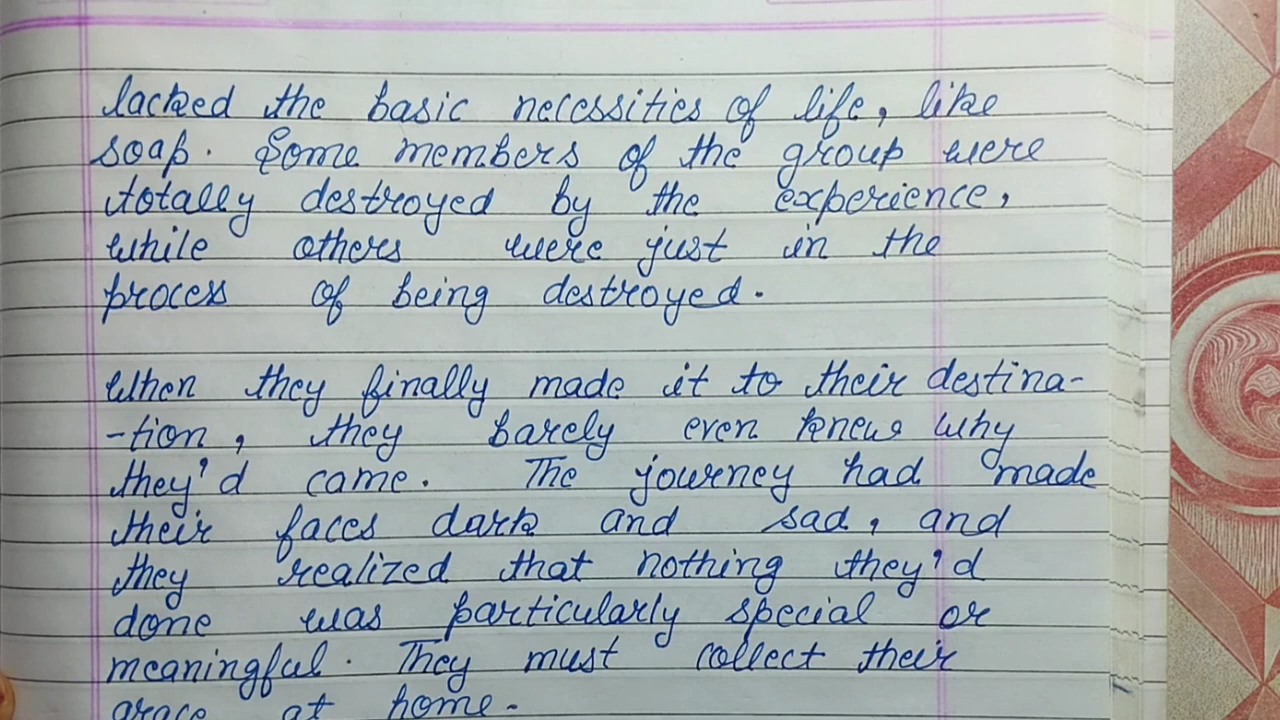 lacked the basic necessities of life, like
soap. Some members of the group were
totally destroyed by the experience,
while others were just in the
process of being destroyed.
When they finally made it to their destina-
-tion, they barely even knew why
they'd came. The journey had made
their faces dark and sad, and
they realized that nothing they'd
done was particularly special or
meaningful. They must collect their
grace at home.